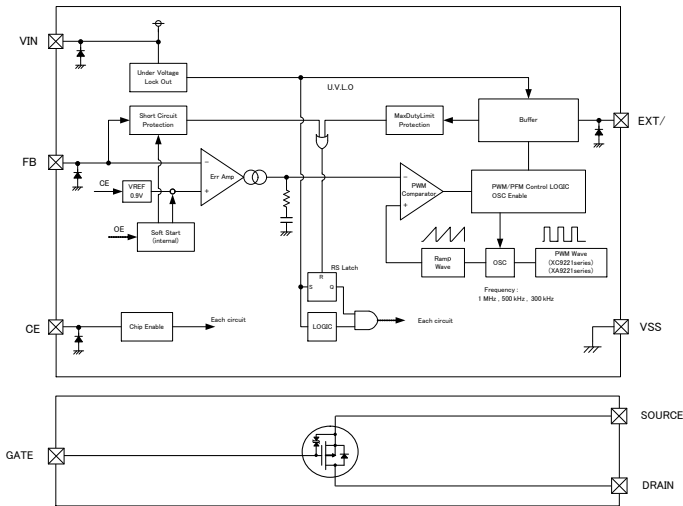 VIN
Under Voltage
Lock Out
U.V.L.O
Short Circuit
Protection
MaxDutyLimit
Protection
Buffer
EXT/
FB
CE
VREF
0.9V
−
+
Err Amp
−
+
PWM
Comparator
PWM/PFM Control LOGIC
OSC Enable
OE
Soft Start
(internal)
Ramp
Wave
OSC
PWM Wave
(XC9221series)
(XA9221series)
Frequency :
1 MHz , 500 kHz , 300 kHz
RS Latch
R
S
Q
LOGIC
Each circuit
CE
Chip Enable
Each circuit
VSS
SOURCE
GATE
DRAIN